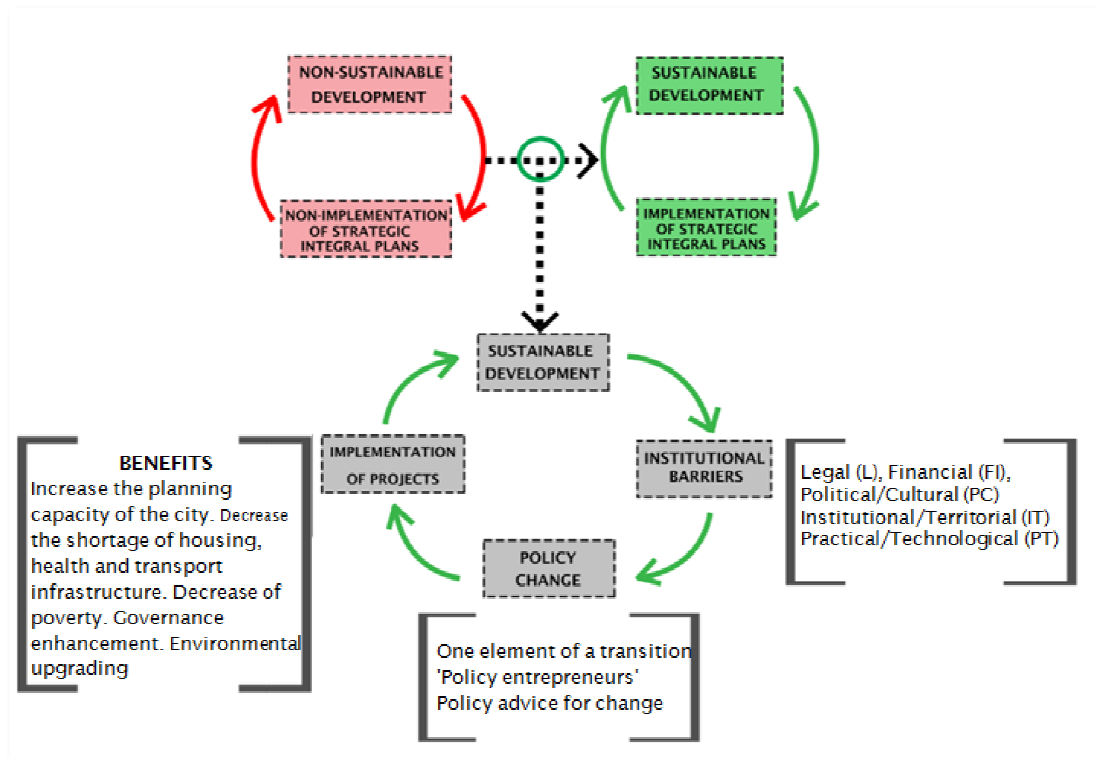 NON-SUSTAINABLE
DEVELOPMENT
SUSTAINABLE
DEVELOPMENT
NON-IMPLEMENTATION
OF STRATEGIC
INTEGRAL PLANS
IMPLEMENTATION
OF STRATEGIC
INTEGRAL PLANS
SUSTAINABLE
DEVELOPMENT
IMPLEMENTATION
OF PROJECTS
INSTITUTIONAL
BARRIERS
POLICY
CHANGE
BENEFITS
Increase the planning
capacity of the city. Decrease
the shortage of housing,
health and transport
infrastructure. Decrease of
poverty. Governance
enhancement. Environmental
upgrading
Legal (L), Financial (FI),
Political/Cultural (PC)
Institutional/Territorial (IT)
Practical/Technological (PT)
One element of a transition
'Policy entrepreneurs'
Policy advice for change